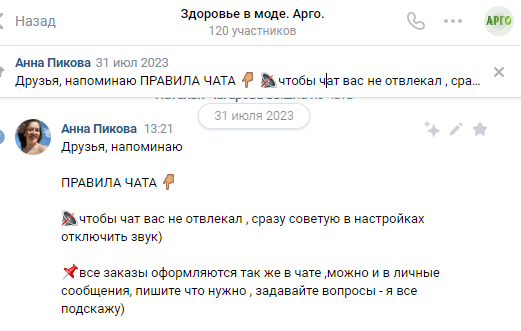 Назад
Здоровье в моде. Арго.
120 участников
АРГО
Анна Пикова 31 июл 2023
Друзья, напоминаю ПРАВИЛА ЧАТА 👇🔇чтобы чат вас не отвлекал , сра...
31 июля 2023
Анна Пикова 13:21
Друзья, напоминаю
ПРАВИЛА ЧАТА 👇
🔇чтобы чат вас не отвлекал , сразу советую в настройках
отключить звук)
📌все заказы оформляются так же в чате ,можно и в личные
сообщения, пишите что нужно , задавайте вопросы - я все
подскажу)